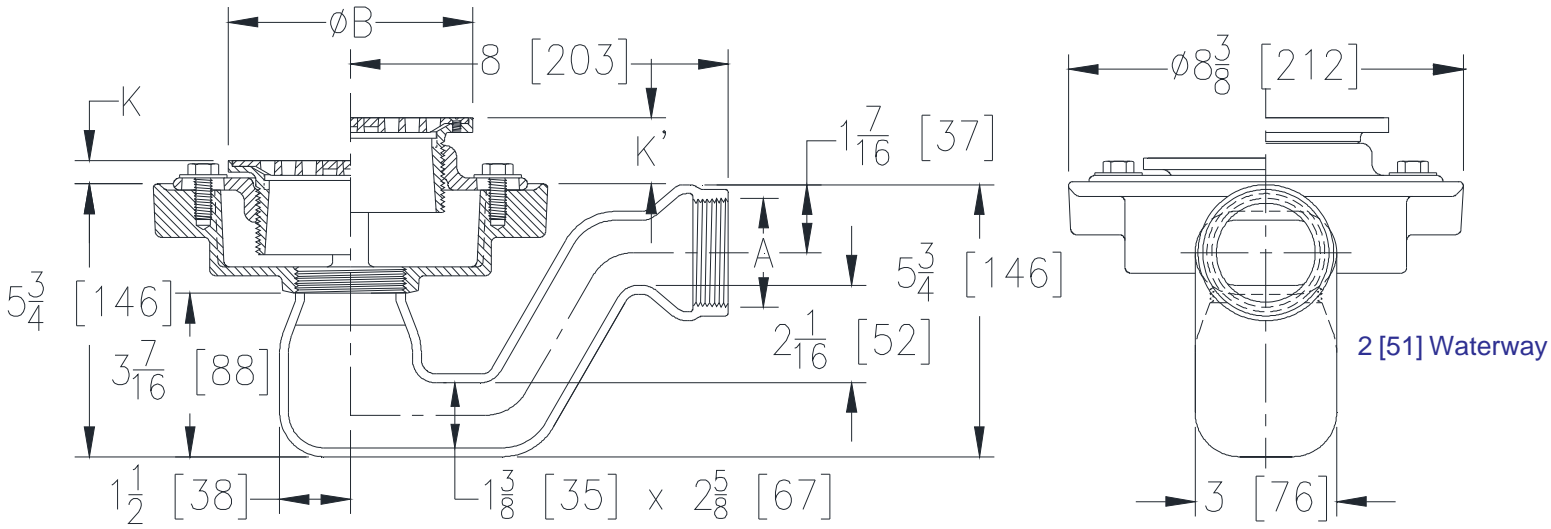 øB
8 [203]
ø8 3/8 [212]
K
K'
1 7/16 [37]
A
5 3/4 [146]
5 3/4 [146]
3 7/16 [88]
2 1/16 [52]
2 [51] Waterway
1 1/2 [38]
1 3/8 [35] x 2 5/8 [67]
3 [76]